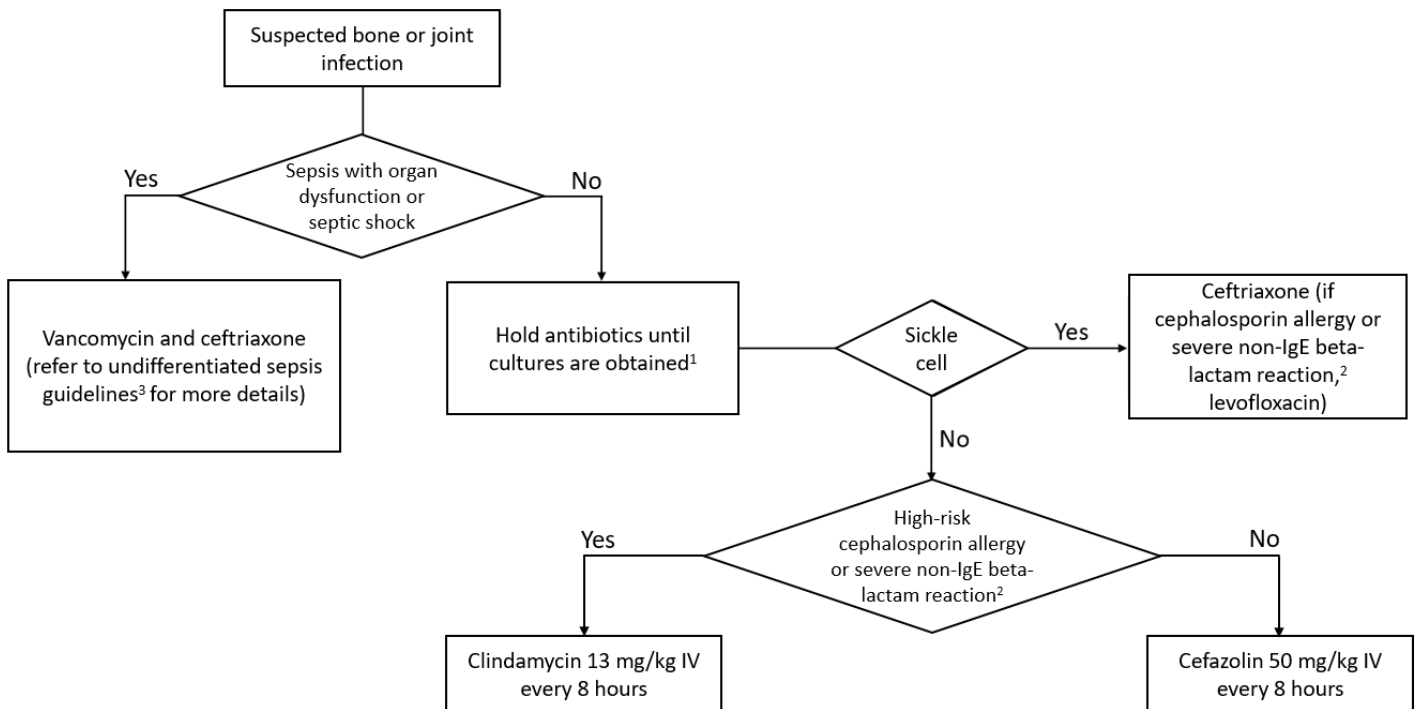 Suspected bone or joint
infection
Sepsis with organ
dysfunction or
septic shock
Yes
No
Vancomycin and ceftriaxone
(refer to undifferentiated sepsis
guidelines³ for more details)
Hold antibiotics until
cultures are obtained¹
Sickle
cell
Yes
Ceftriaxone (if
cephalosporin allergy or
severe non-IgE beta-
lactam reaction,²
levofloxacin)
No
High-risk
cephalosporin allergy
or severe non-IgE beta-
lactam reaction²
Yes
No
Clindamycin 13 mg/kg IV
every 8 hours
Cefazolin 50 mg/kg IV
every 8 hours